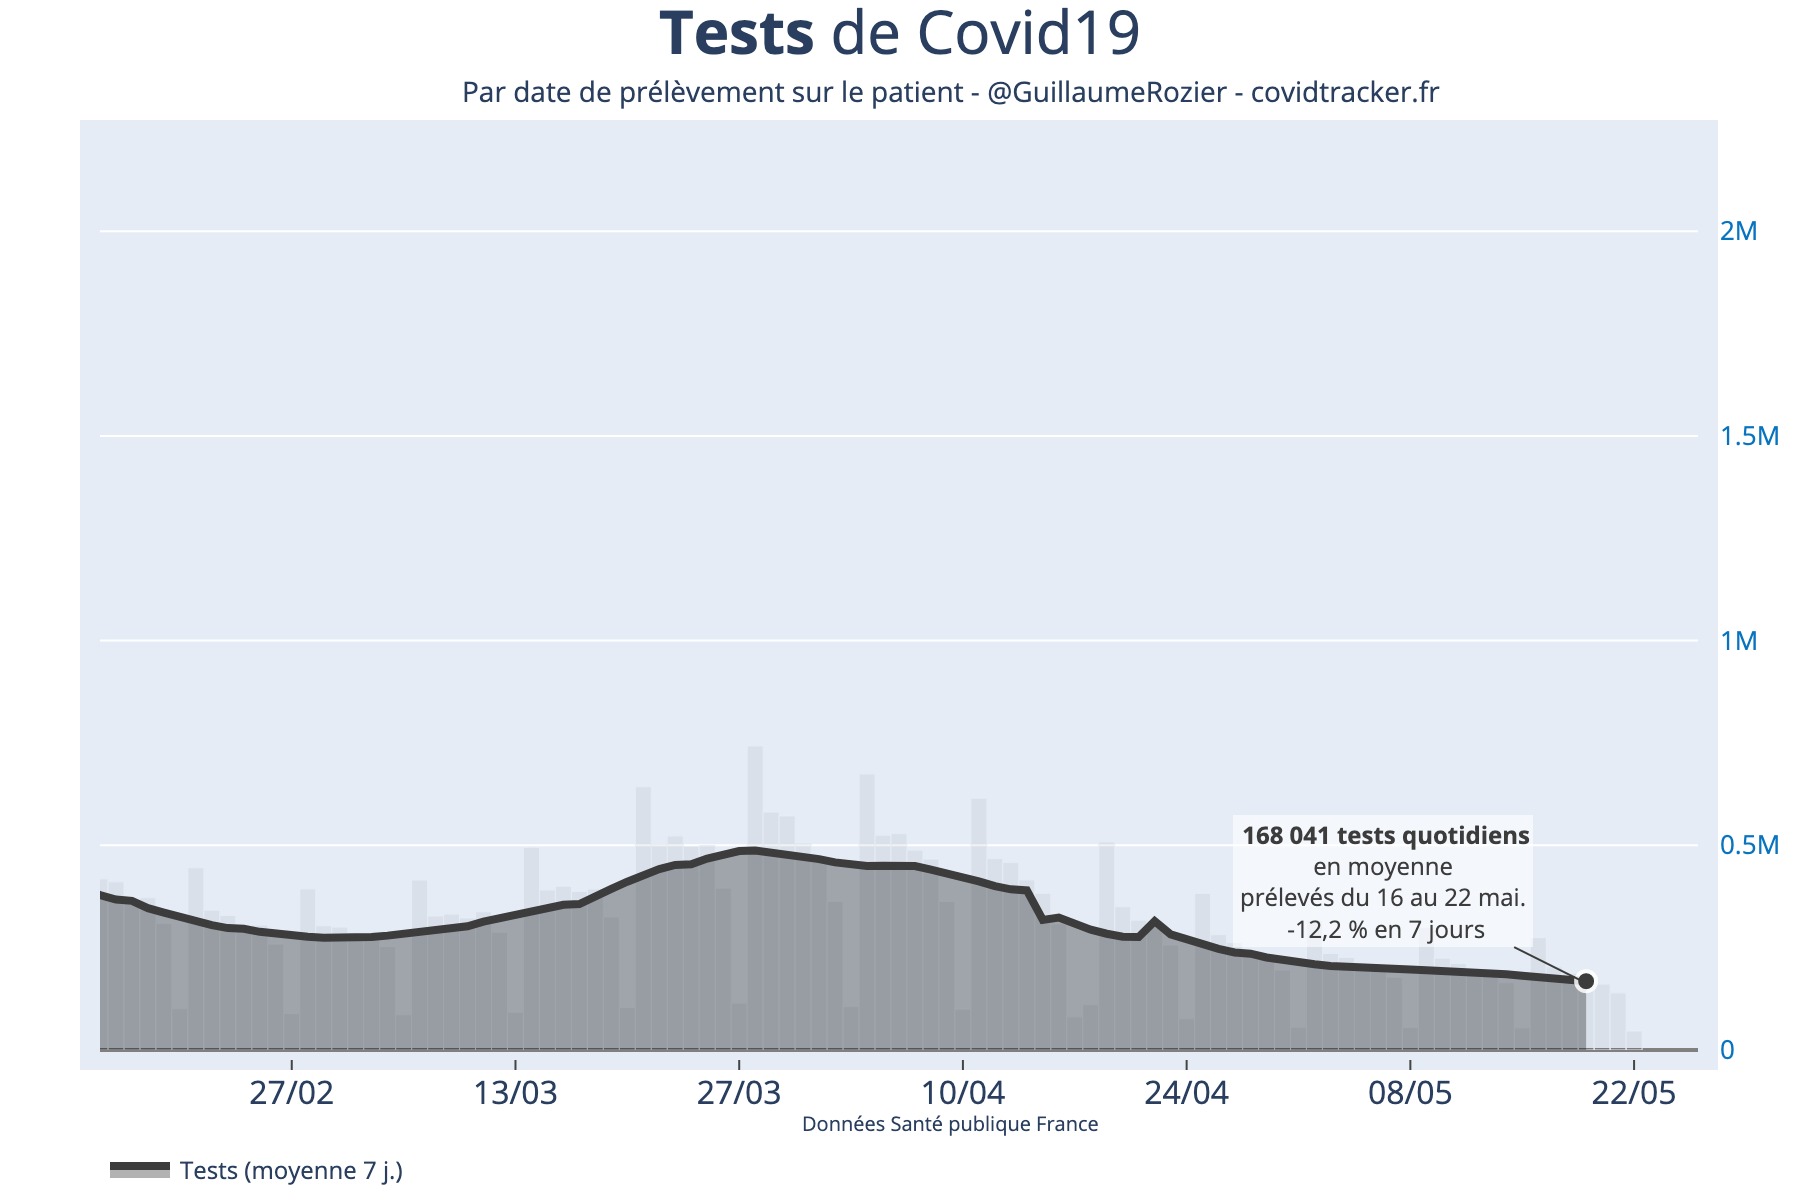 Tests de Covid19
Par date de prélèvement sur le patient - @GuillaumeRozier - covidtracker.fr
2M
1.5M
1M
0.5M
0
168 041 tests quotidiens
en moyenne
prélevés du 16 au 22 mai.
-12,2 % en 7 jours
27/02 13/03 27/03 10/04 24/04 08/05 22/05
Données Santé publique France
Tests (moyenne 7 j.)